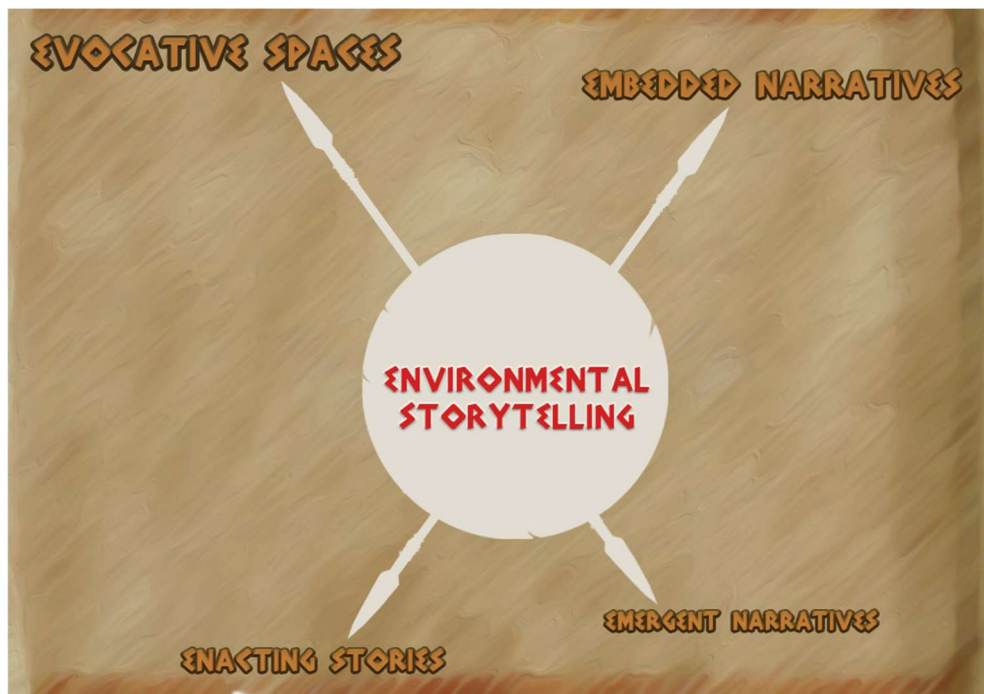 EVOCATIVE SPACES
EMBEDDED NARRATIVES
ENVIRONMENTAL
STORYTELLING
EMERGENT NARRATIVES
ENACTING STORIES